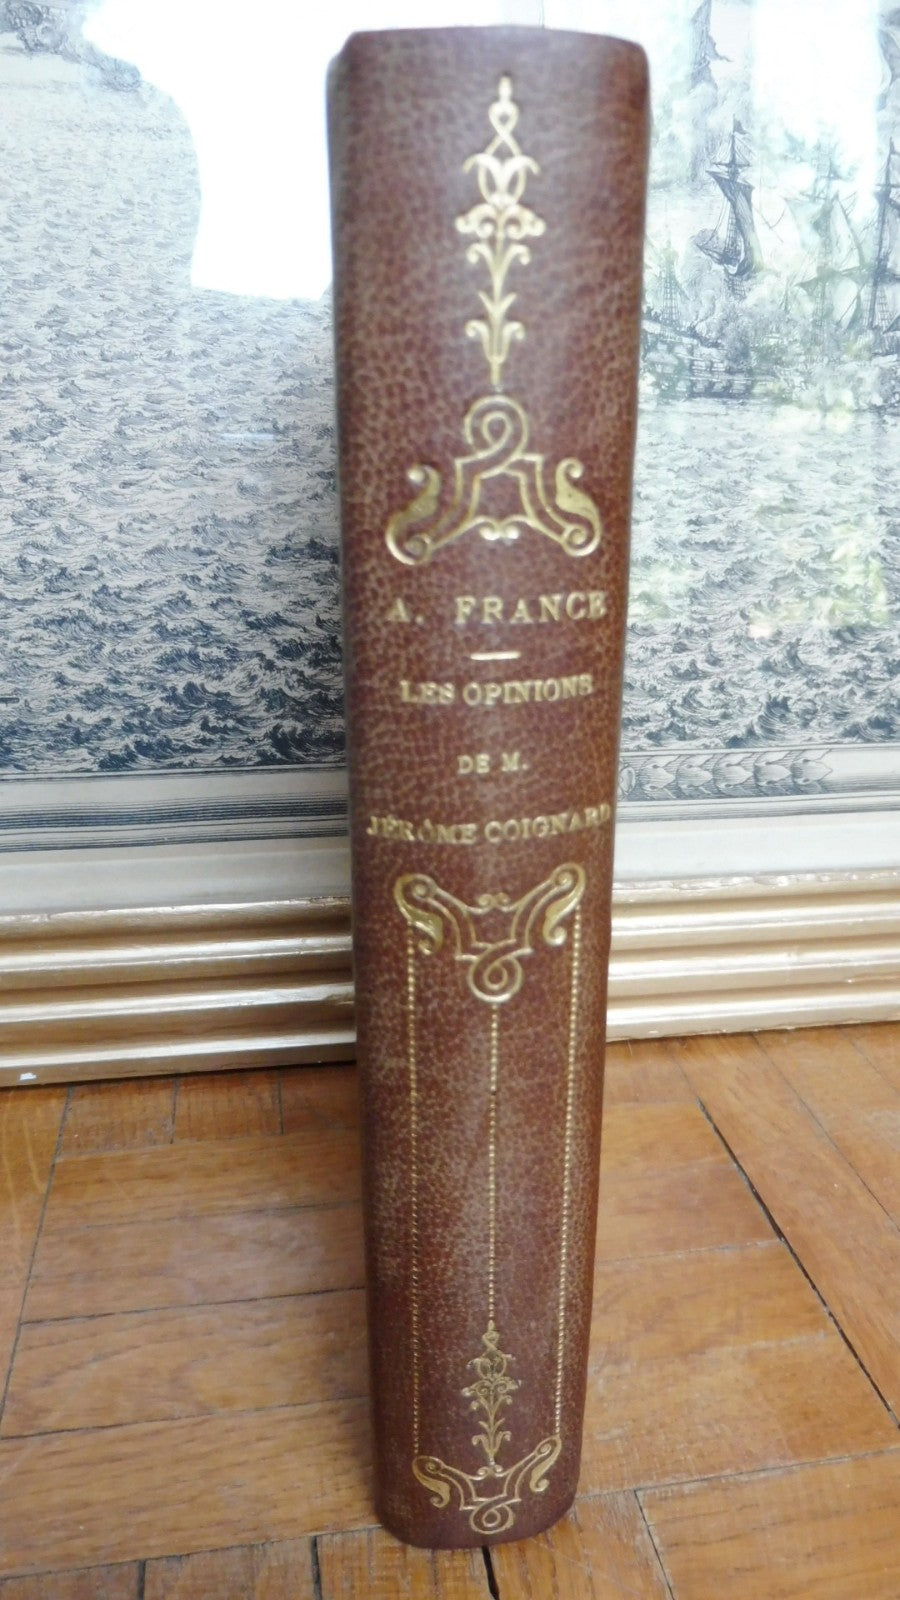 A. FRANCE
LES OPINIONS
DE M.
JÉRÔME COIGNARD